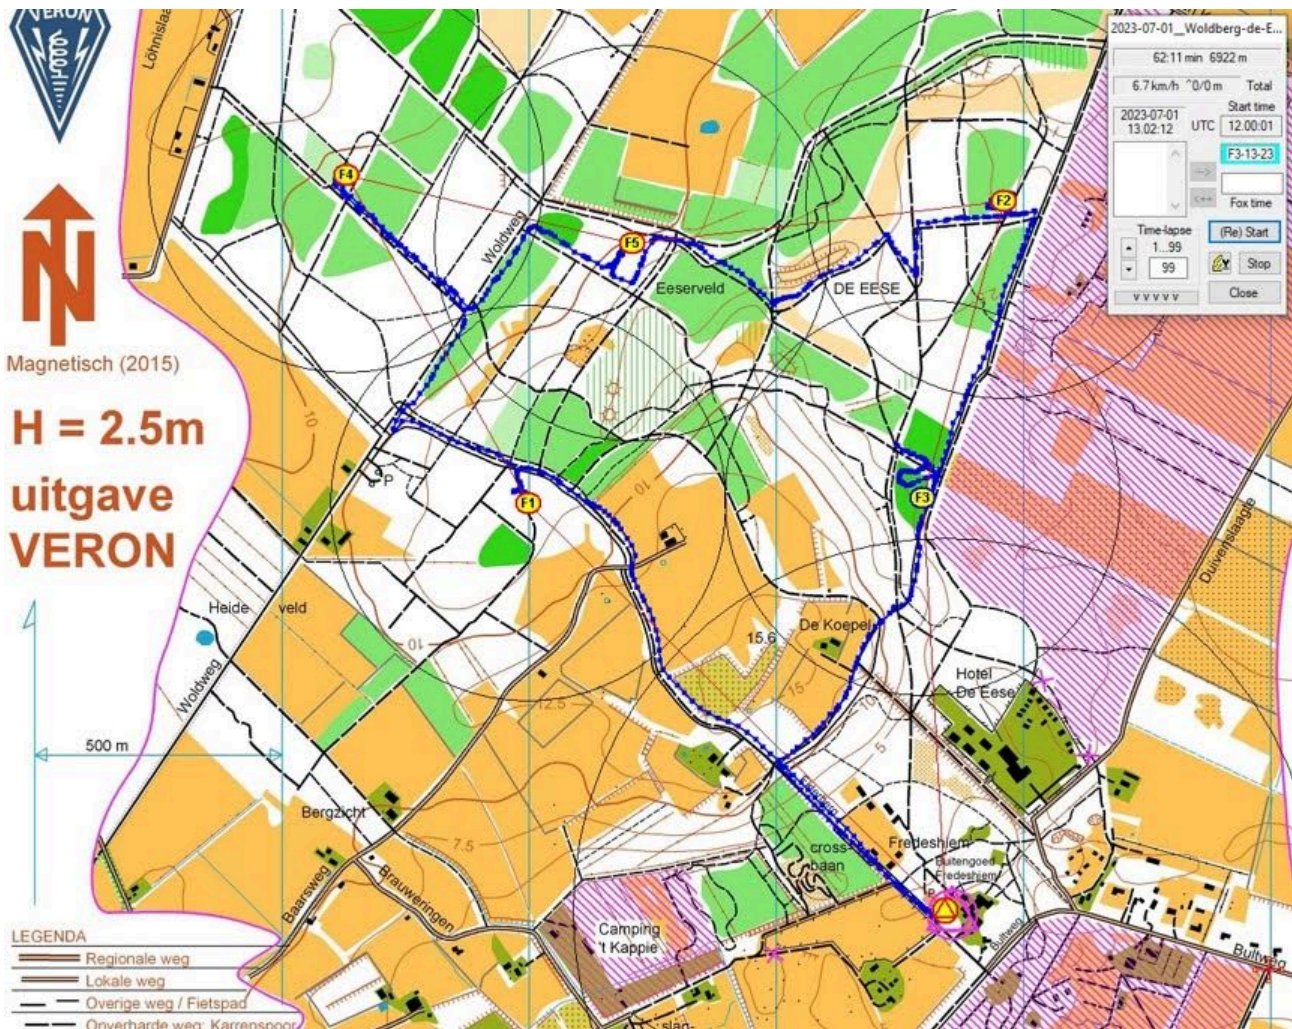 VERON
Löhnislaa
N
Magnetisch (2015)
H = 2.5m
uitgave
VERON
F4
Woldweg
F5
F2
Eeserveld
DE EESE
10
P
F1
10
F3
Duivenslaagte
Heide veld
10
De Koepel
15.6
Woldweg
15
Hotel
De Eese
12.5
10
5
500 m
Bergzicht
7.5
Fredeshiem
cross-
baan
Buitengoed
Fredeshiem
Baarsweg
Brauweringen
Camping
't Kappie
Bultweg
Bultweg
LEGENDA
Regionale weg
Lokale weg
Overige weg / Fietspad
Onverharde weg: Karrenspoor
slan-
2023-07-01__Woldberg-de-E...
62:11 min 6922 m
6.7 km/h ^0/0 m Total
2023-07-01
13.02:12
UTC
Start time
12.00:01
F3-13-23
-->
<--
Fox time
Time-lapse
1...99
99
(Re) Start
Stop
v v v v v
Close